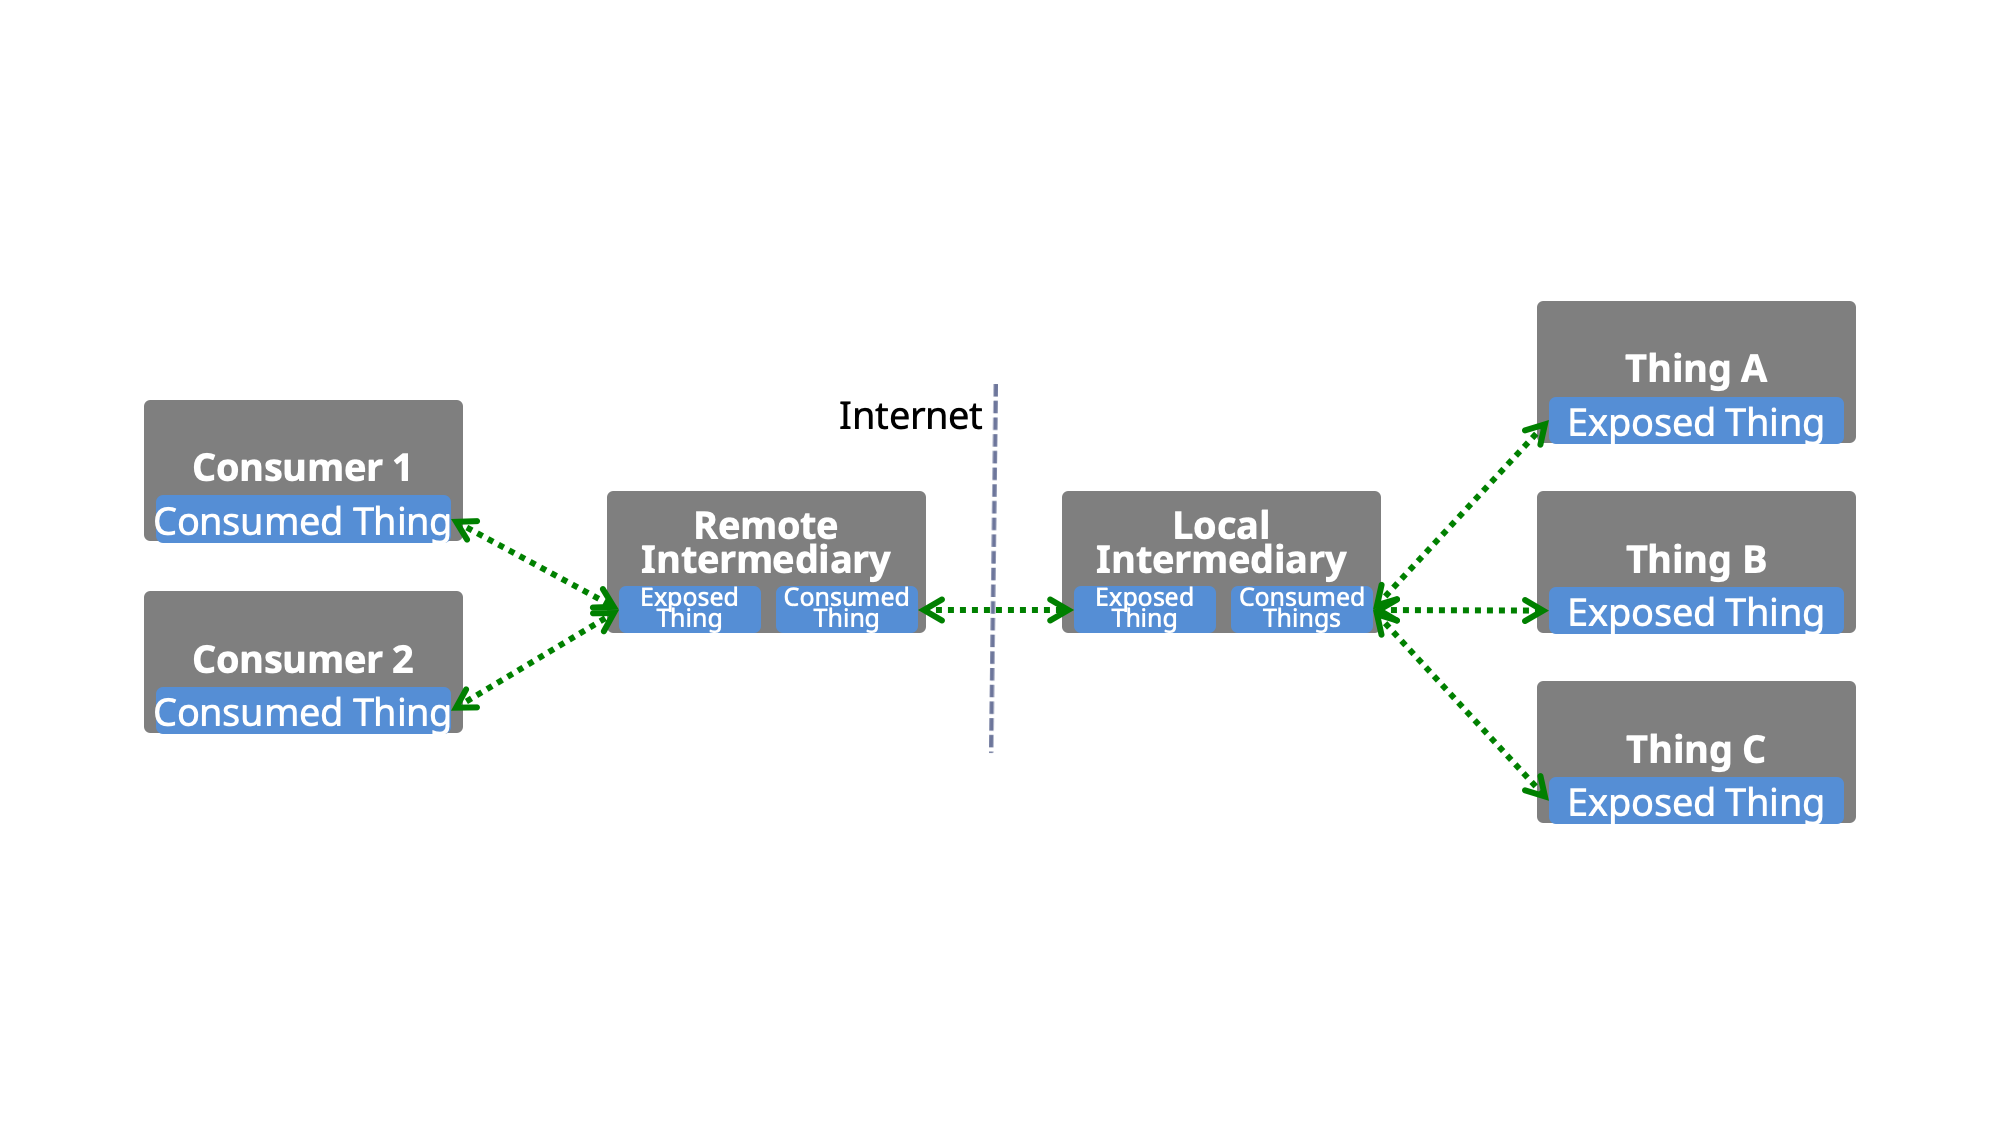 Consumer 1
Consumed Thing
Consumer 2
Consumed Thing
Internet
Remote
Intermediary
Exposed
Thing
Consumed
Thing
Local
Intermediary
Exposed
Thing
Consumed
Things
Thing A
Exposed Thing
Thing B
Exposed Thing
Thing C
Exposed Thing